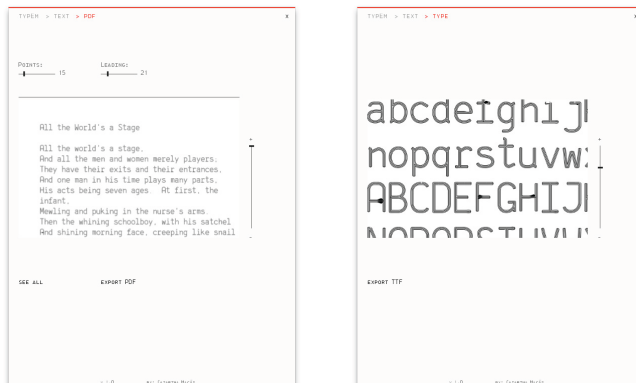 TYPEM > TEXT > PDF x
POINTS: LEADING:
15 21
All the World's a Stage
All the world's a stage,
And all the men and women merely players;
They have their exits and their entrances,
And one man in his time plays many parts,
His acts being seven ages. At first, the
infant,
Mewling and puking in the nurse's arms.
Then the whining schoolboy, with his satchel
And shining morning face, creeping like snail
SEE ALL EXPORT PDF
TYPEM > TEXT > TYPE
abcdefghij
nopqrstuvw
ABCDEFGHIJ
NOPQRSTUVW
EXPORT TTF